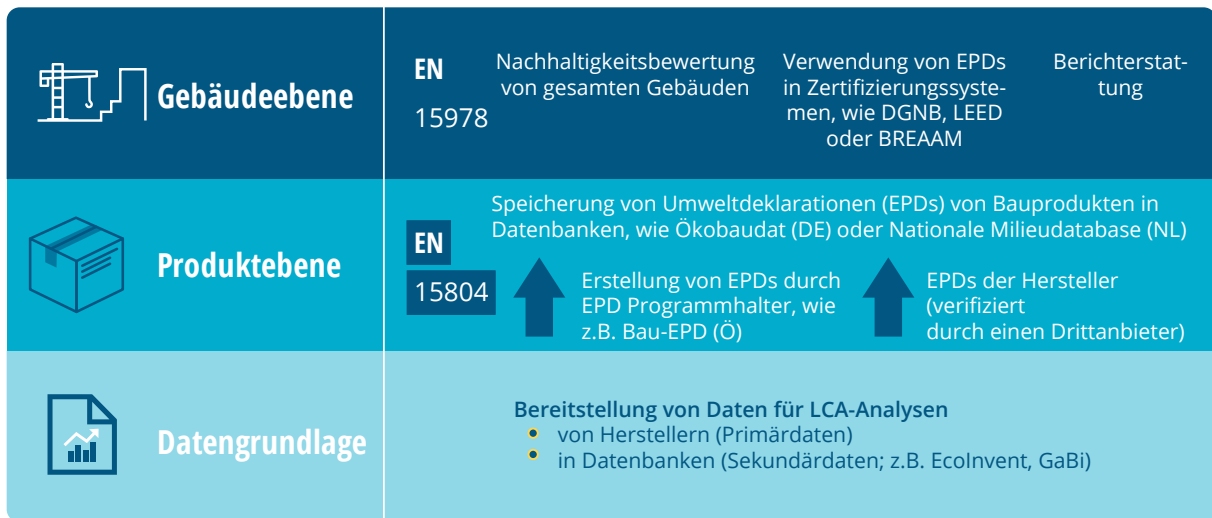 Gebäudeebene
EN
15978
Nachhaltigkeitsbewertung
von gesamten Gebäuden
Verwendung von EPDs
in Zertifizierungssyste-
men, wie DGNB, LEED
oder BREAAM
Berichterstat-
tung
Produktebene
EN
15804
Speicherung von Umweltdeklarationen (EPDs) von Bauprodukten in
Datenbanken, wie Ökobaudat (DE) oder Nationale Milieudatabase (NL)
Erstellung von EPDs durch
EPD Programmhalter, wie
z.B. Bau-EPD (Ö)
EPDs der Hersteller
(verifiziert
durch einen Drittanbieter)
Datengrundlage
Bereitstellung von Daten für LCA-Analysen
• von Herstellern (Primärdaten)
• in Datenbanken (Sekundärdaten; z.B. EcoInvent, GaBi)